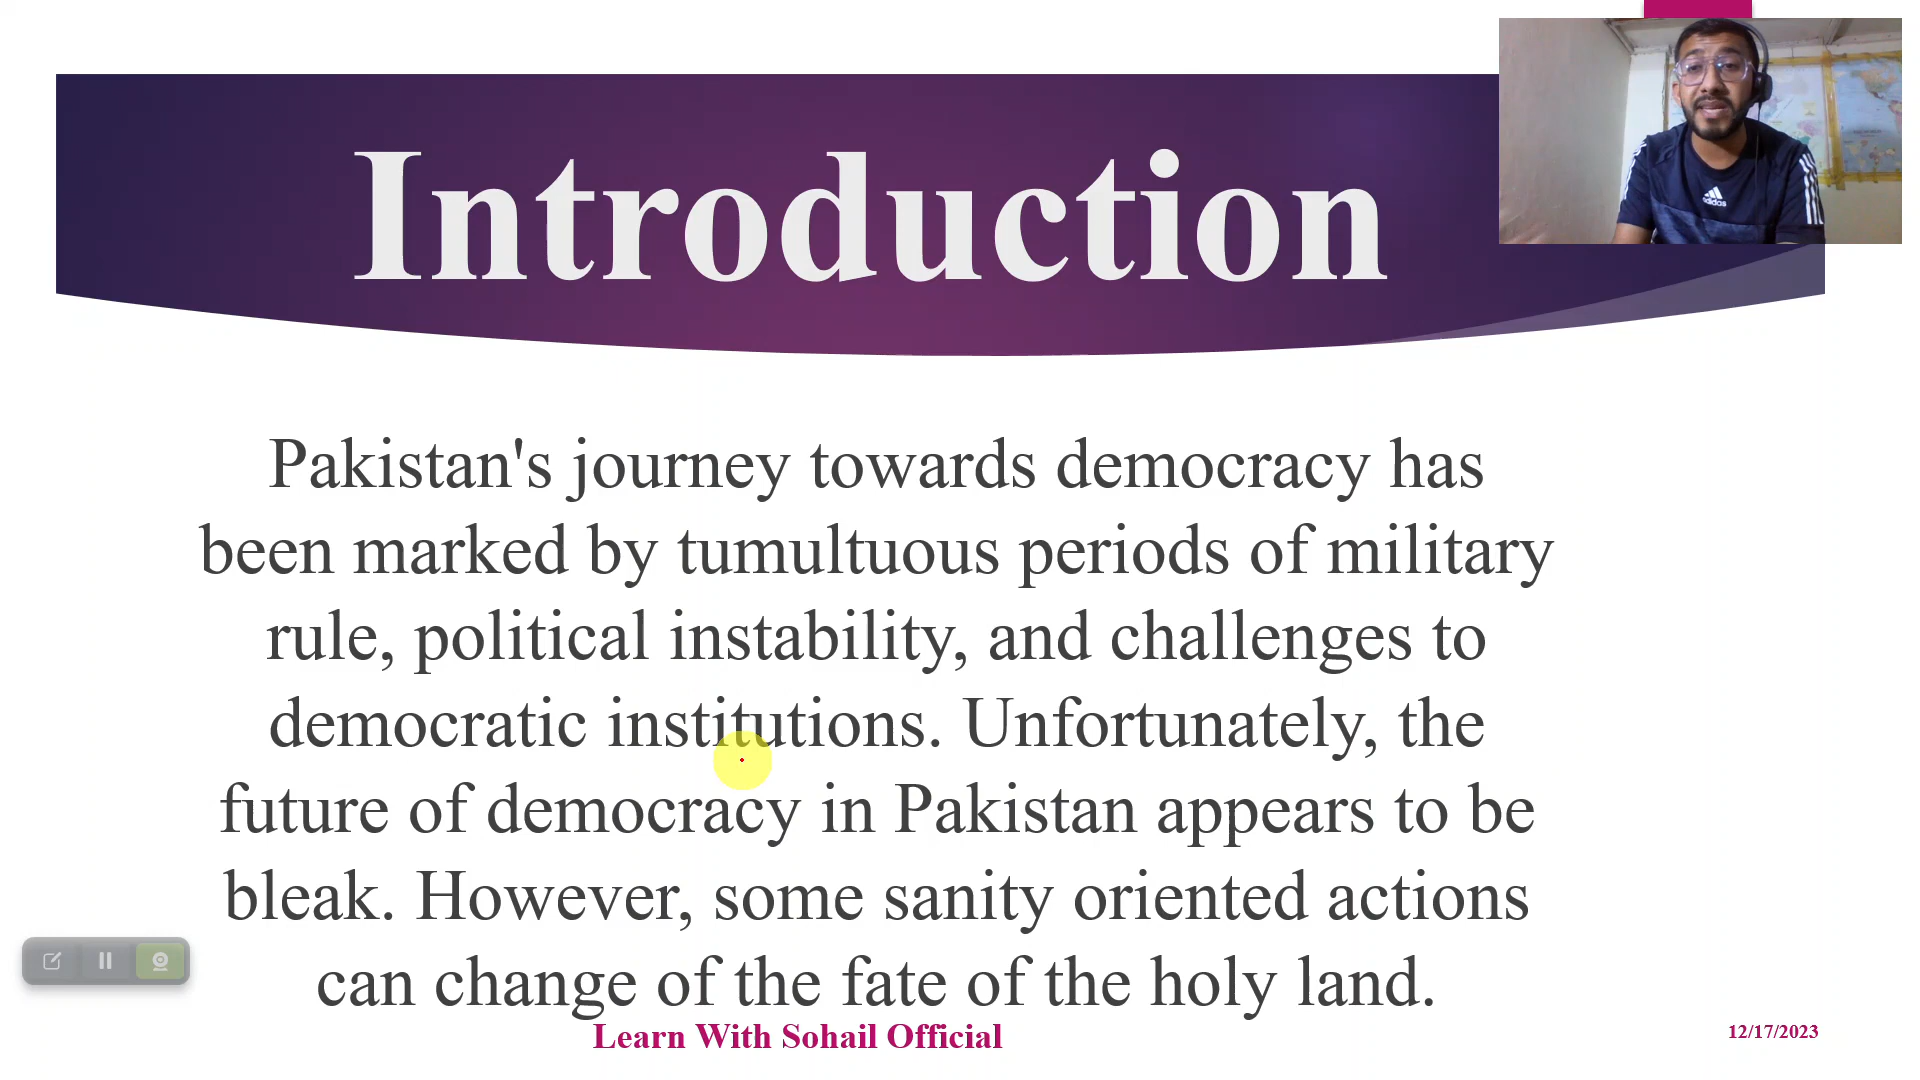 Introduction
adidas
Pakistan's journey towards democracy has
been marked by tumultuous periods of military
rule, political instability, and challenges to
democratic institutions. Unfortunately, the
future of democracy in Pakistan appears to be
bleak. However, some sanity oriented actions
can change of the fate of the holy land.
Learn With Sohail Official
12/17/2023